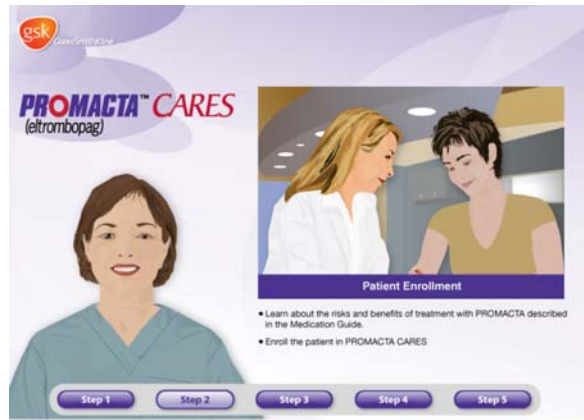 gsk
GlaxoSmithKline
PROMACTA™ CARES
(eltrombopag)
Patient Enrollment
• Learn about the risks and benefits of treatment with PROMACTA described
in the Medication Guide.
• Enroll the patient in PROMACTA CARES
Step 1 Step 2 Step 3 Step 4 Step 5